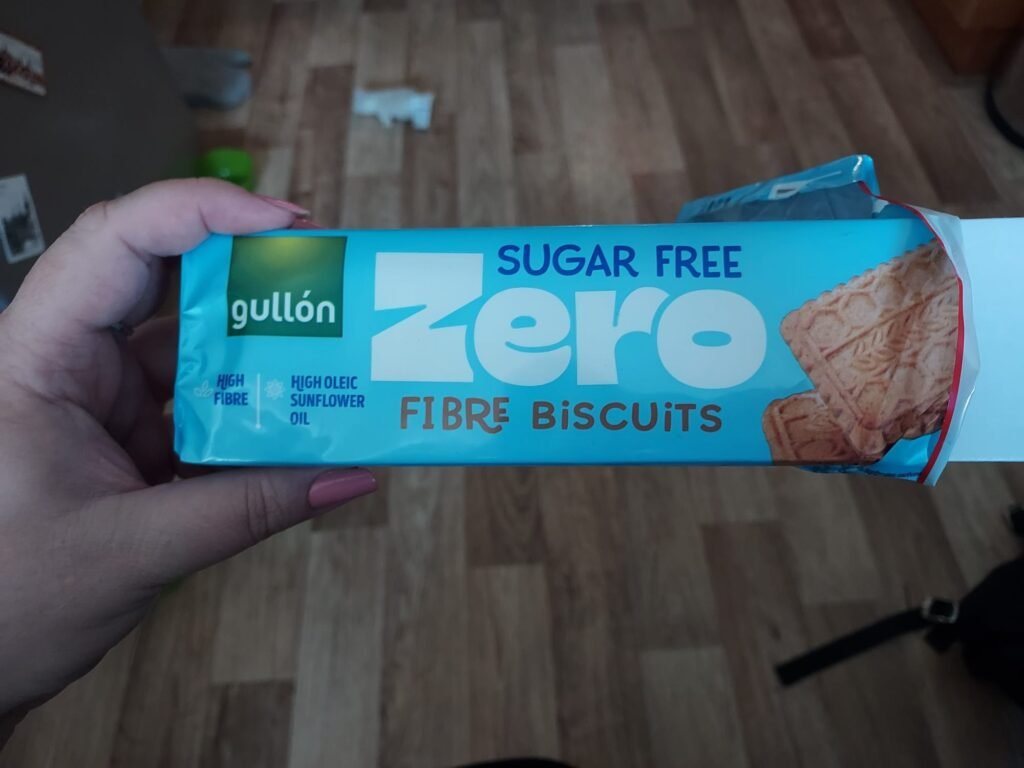 gullón
SUGAR FREE
Zero
FIBRE BiSCUiTS
HIGH
FIBRE
HIGH OLEIC
SUNFLOWER
OIL